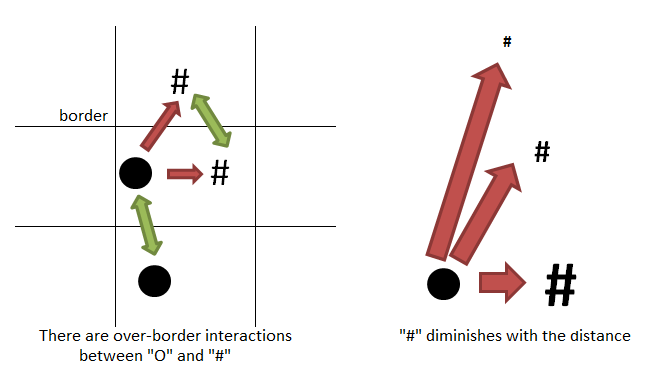 #
border
#
There are over-border interactions
between "O" and "#"
#
#
#
"#" diminishes with the distance